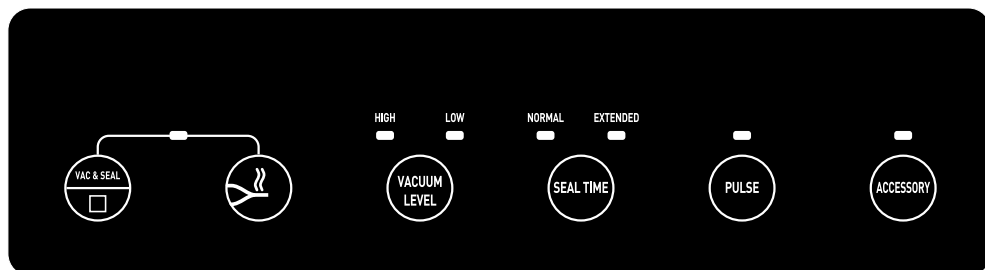 HIGH
LOW
NORMAL
EXTENDED
VAC & SEAL
VACUUM
LEVEL
SEAL TIME
PULSE
ACCESSORY